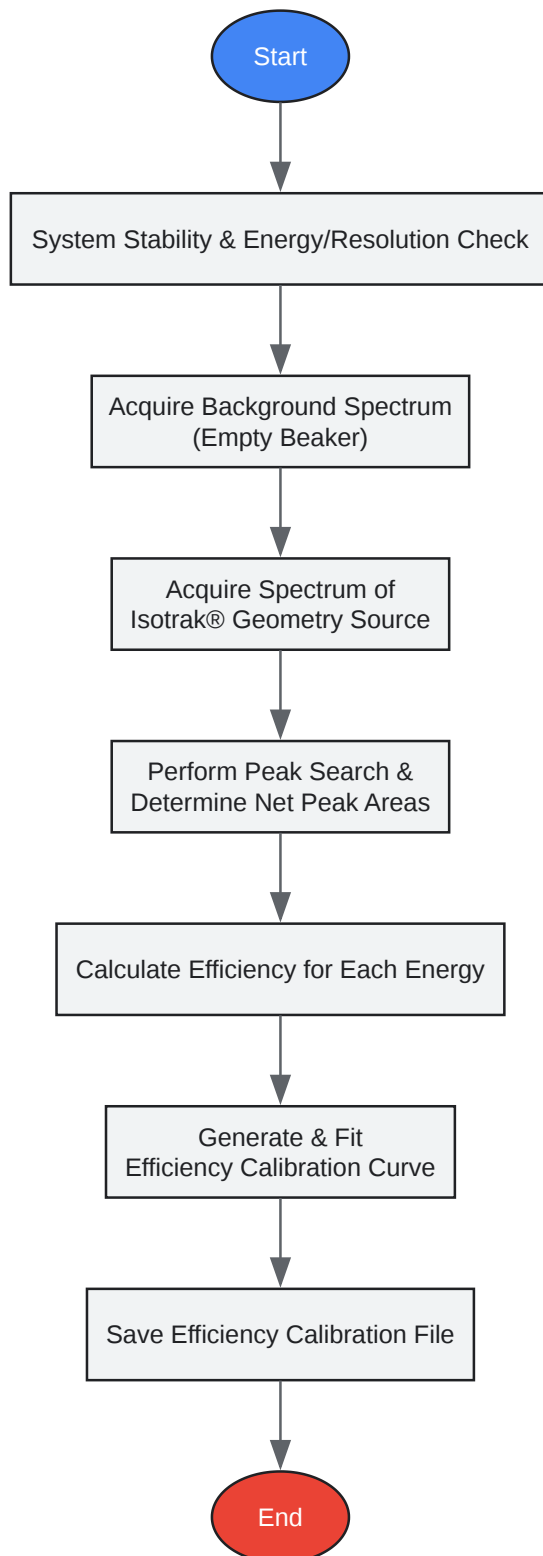 Start
System Stability & Energy/Resolution Check
Acquire Background Spectrum
(Empty Beaker)
Acquire Spectrum of
Isotrak® Geometry Source
Perform Peak Search &
Determine Net Peak Areas
Calculate Efficiency for Each Energy
Generate & Fit
Efficiency Calibration Curve
Save Efficiency Calibration File
End